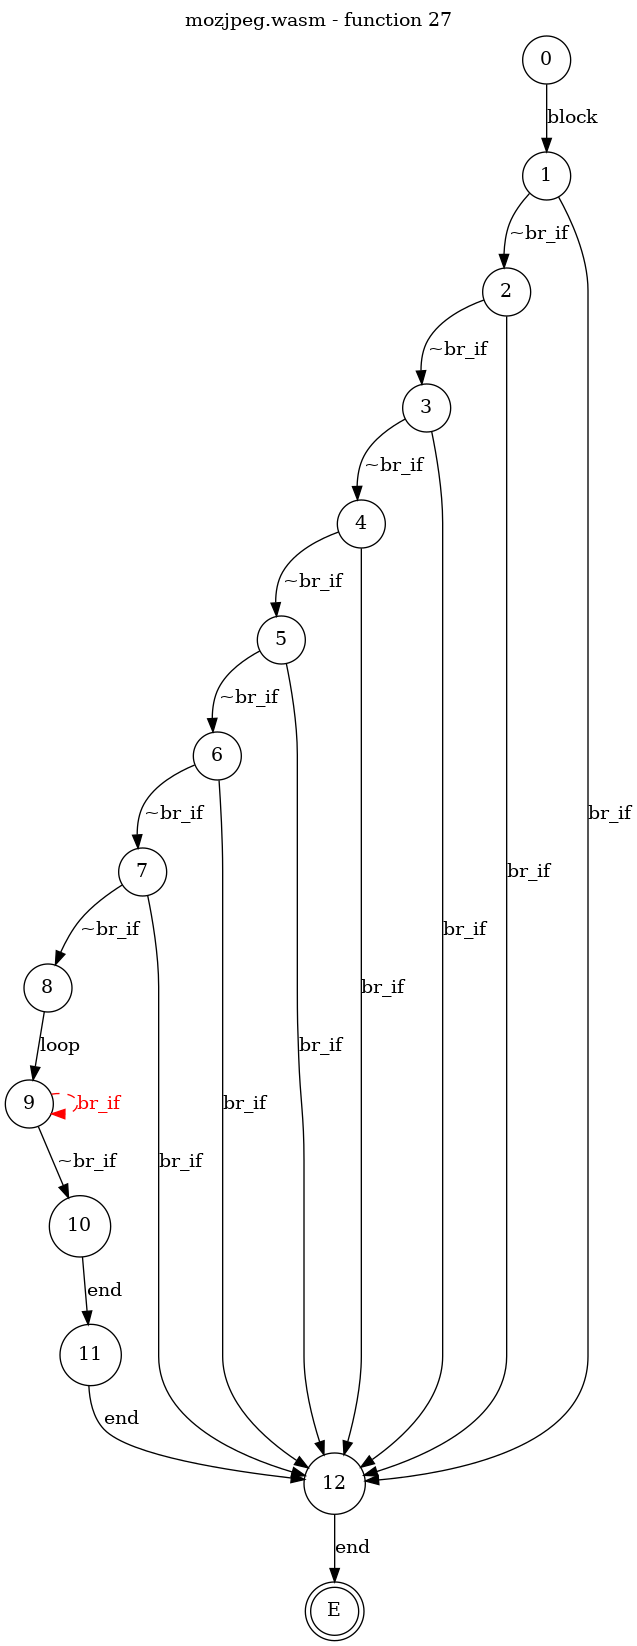 mozjpeg.wasm - function 27
0
block
1
~br_if
2
~br_if
3
~br_if
4
~br_if
5
~br_if
6
~br_if
br_if
7
br_if
~br_if
br_if
8
br_if
loop
br_if
9
br_if
br_if
~br_if
br_if
10
end
11
end
12
end
E